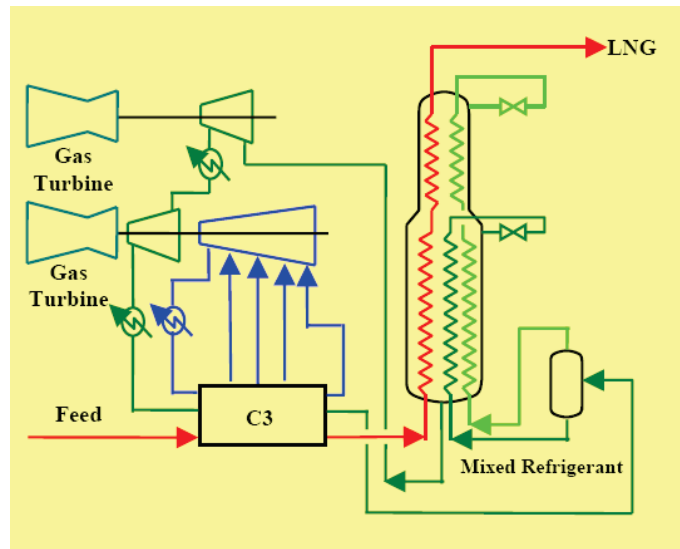 LNG
Gas
Turbine
Gas
Turbine
Feed
C3
Mixed Refrigerant